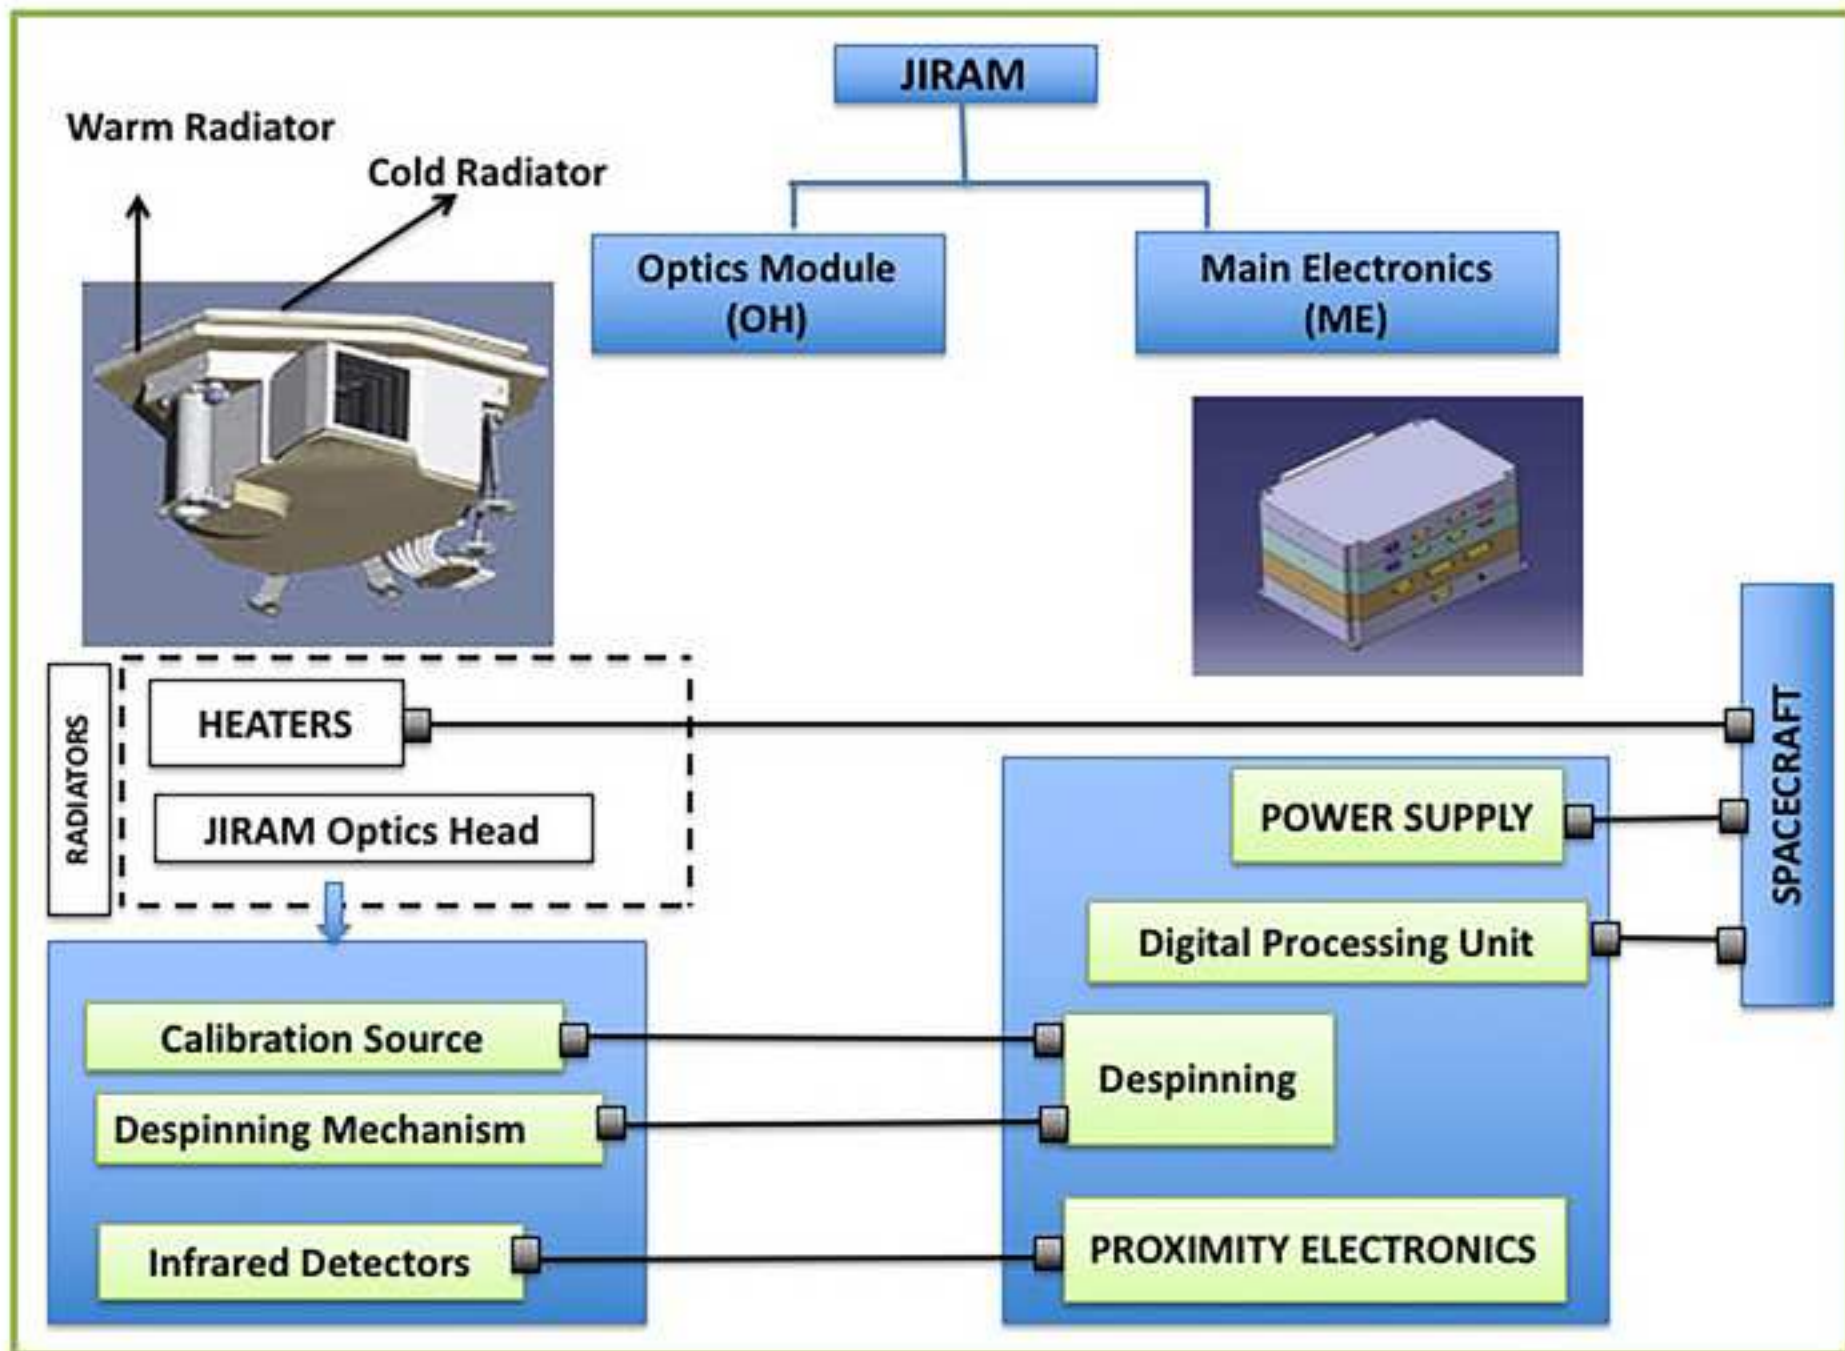 JIRAM
Warm Radiator
Cold Radiator
Optics Module
(OH)
Main Electronics
(ME)
RADIATORS
HEATERS
JIRAM Optics Head
SPACECRAFT
POWER SUPPLY
Digital Processing Unit
Calibration Source
Despinning Mechanism
Infrared Detectors
Despinning
PROXIMITY ELECTRONICS